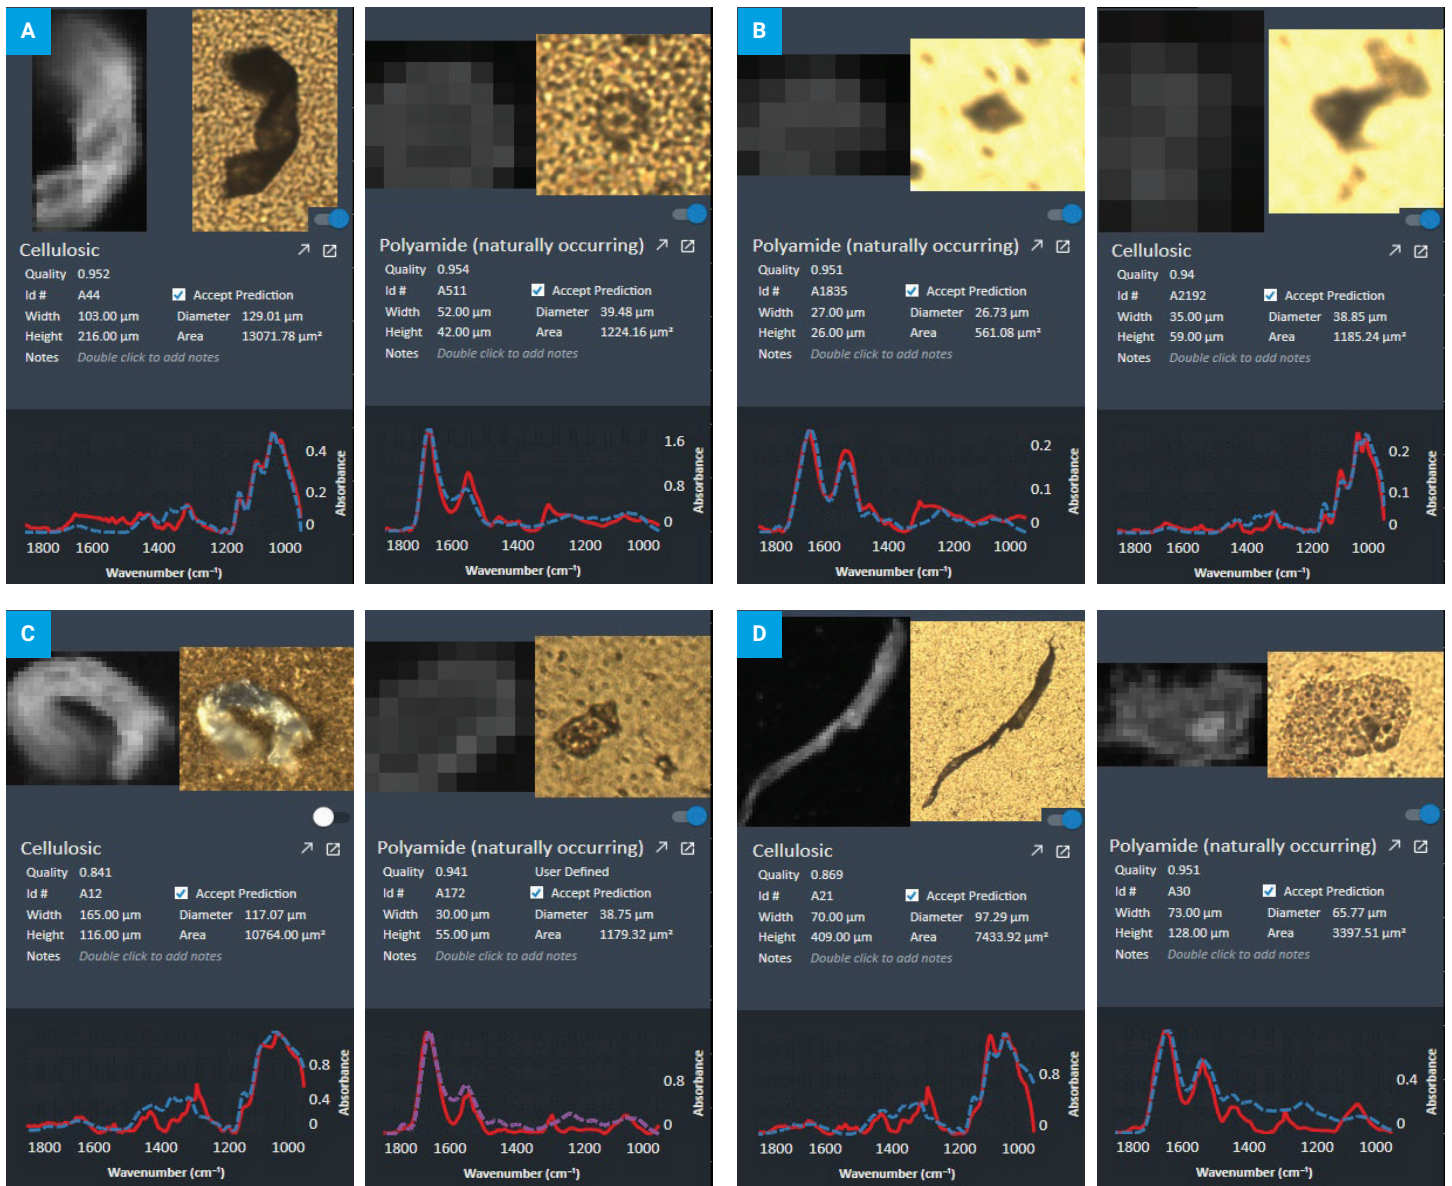 A
Cellulosic
Quality 0.952
Id # A44 Accept Prediction
Width 103.00 µm Diameter 129.01 µm
Height 216.00 µm Area 13071.78 µm²
Notes Double click to add notes
0.4
0.2
0
Absorbance
1800 1600 1400 1200 1000
Wavenumber (cm⁻¹)
Polyamide (naturally occurring)
Quality 0.954
Id # A511 Accept Prediction
Width 52.00 µm Diameter 39.48 µm
Height 42.00 µm Area 1224.16 µm²
Notes Double click to add notes
1.6
0.8
0
Absorbance
1800 1600 1400 1200 1000
Wavenumber (cm⁻¹)
B
Polyamide (naturally occurring)
Quality 0.951
Id # A1835 Accept Prediction
Width 27.00 µm Diameter 26.73 µm
Height 26.00 µm Area 561.08 µm²
Notes Double click to add notes
0.2
0.1
0
Absorbance
1800 1600 1400 1200 1000
Wavenumber (cm⁻¹)
Cellulosic
Quality 0.94
Id # A2192 Accept Prediction
Width 35.00 µm Diameter 38.85 µm
Height 59.00 µm Area 1185.24 µm²
Notes Double click to add notes
0.2
0.1
0
Absorbance
1800 1600 1400 1200 1000
Wavenumber (cm⁻¹)
C
Cellulosic
Quality 0.841
Id # A12 Accept Prediction
Width 165.00 µm Diameter 117.07 µm
Height 116.00 µm Area 10764.00 µm²
Notes Double click to add notes
0.8
0.4
0
Absorbance
1800 1600 1400 1200 1000
Wavenumber (cm⁻¹)
Polyamide (naturally occurring)
Quality 0.941 User Defined
Id # A172 Accept Prediction
Width 30.00 µm Diameter 38.75 µm
Height 55.00 µm Area 1179.32 µm²
Notes Double click to add notes
0.8
0
Absorbance
1800 1600 1400 1200 1000
Wavenumber (cm⁻¹)
D
Cellulosic
Quality 0.869
Id # A21 Accept Prediction
Width 70.00 µm Diameter 97.29 µm
Height 409.00 µm Area 7433.92 µm²
Notes Double click to add notes
0.8
0
Absorbance
1800 1600 1400 1200 1000
Wavenumber (cm⁻¹)
Polyamide (naturally occurring)
Quality 0.951
Id # A30 Accept Prediction
Width 73.00 µm Diameter 65.77 µm
Height 128.00 µm Area 3397.51 µm²
Notes Double click to add notes
0.4
0
Absorbance
1800 1600 1400 1200 1000
Wavenumber (cm⁻¹)